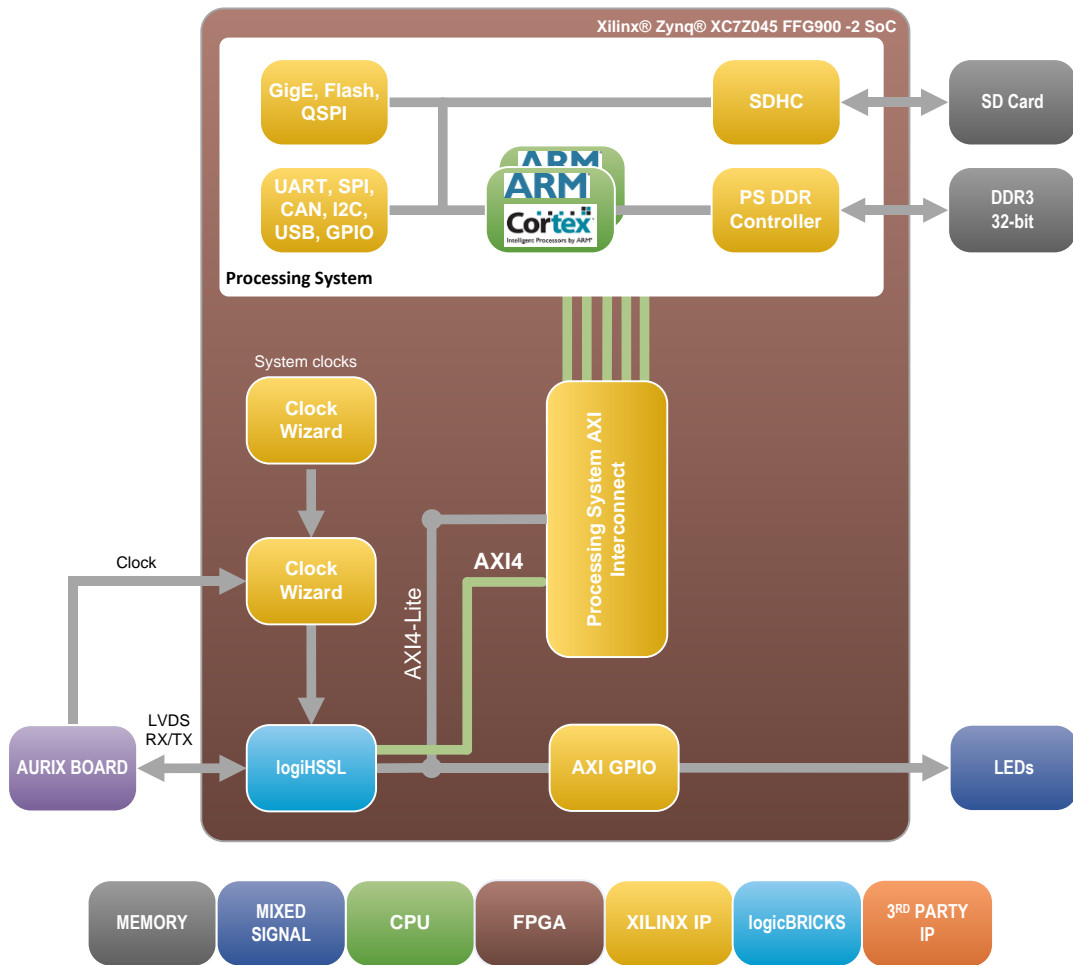 Xilinx® Zynq® XC7Z045 FFG900 -2 SoC
GigE, Flash,
QSPI
SDHC
SD Card
UART, SPI,
CAN, I2C,
USB, GPIO
ARM
ARM®
Cortex
Intelligent Processors by ARM®
PS DDR
Controller
DDR3
32-bit
Processing System
System clocks
Clock
Wizard
Processing System AXI
Interconnect
Clock
Clock
Wizard
AXI4
AXI4-Lite
LVDS
RX/TX
AURIX BOARD
logiHSSL
AXI GPIO
LEDs
MEMORY
MIXED
SIGNAL
CPU
FPGA
XILINX IP
logicBRICKS
3RD PARTY
IP